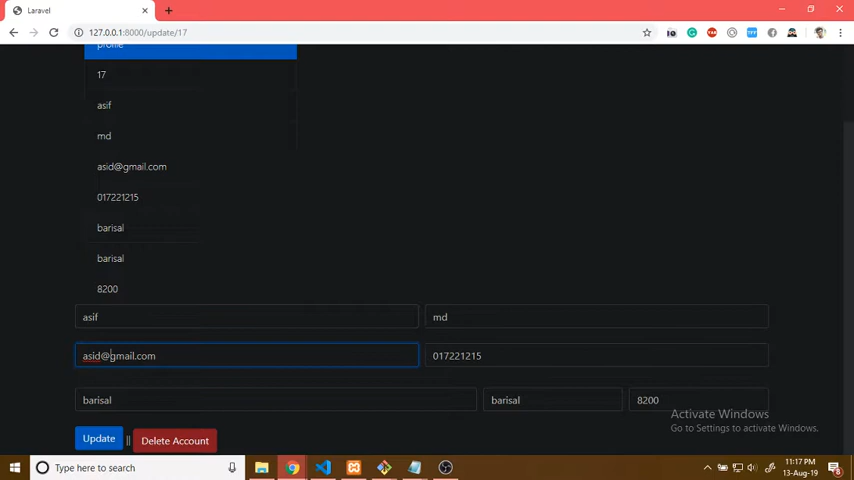 Laravel
127.0.0.1:8000/update/17
profile
17
asif
md
asid@gmail.com
017221215
barisal
barisal
8200
asif md
asid@gmail.com 017221215
barisal barisal 8200
Update || Delete Account
Activate Windows
Go to Settings to activate Windows.
Type here to search
11:17 PM
13-Aug-19